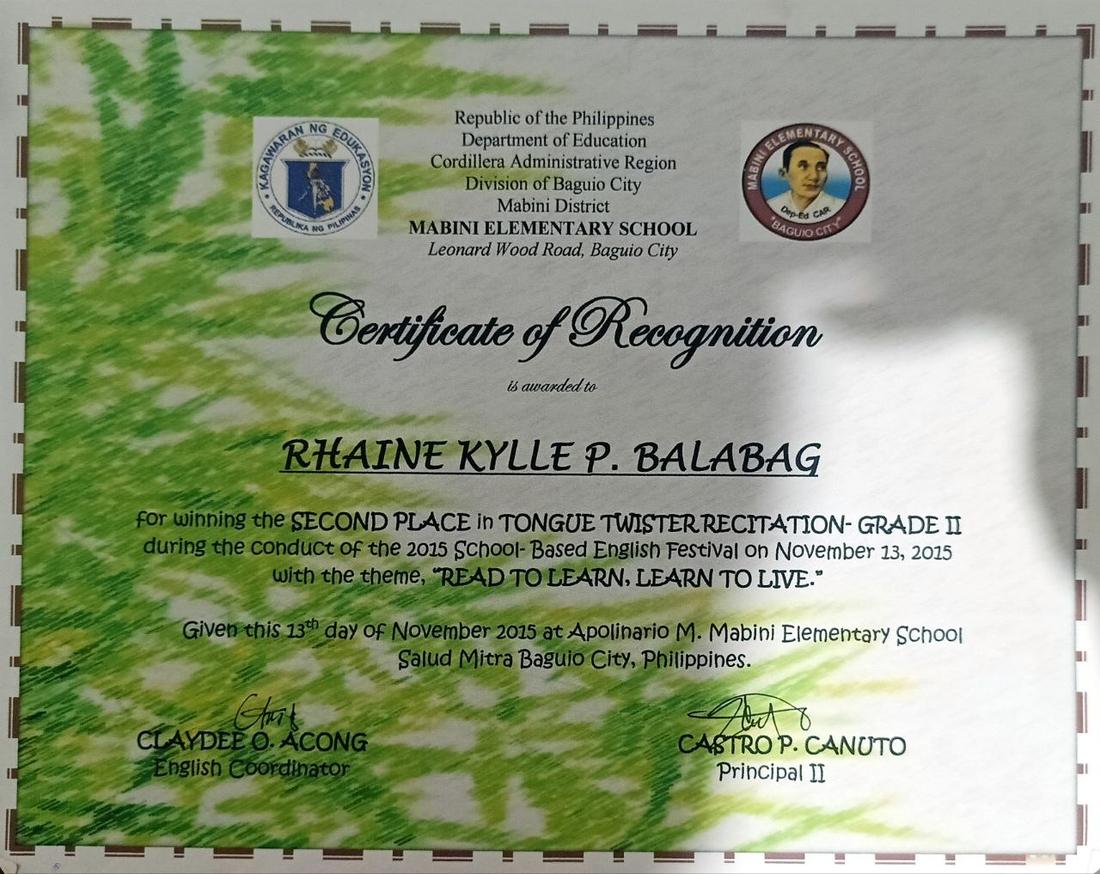 Republic of the Philippines
Department of Education
Cordillera Administrative Region
Division of Baguio City
Mabini District
MABINI ELEMENTARY SCHOOL
Leonard Wood Road, Baguio City
KAGAWARAN NG EDUKASYON
REPUBLIKA NG PILIPINAS
MABINI ELEMENTARY SCHOOL
Dep-Ed CAR
BAGUIO CITY
Certificate of Recognition
is awarded to
RHAINE KYLLE P. BALABAG
for winning the SECOND PLACE in TONGUE TWISTER RECITATION- GRADE II
during the conduct of the 2015 School- Based English Festival on November 13, 2015
with the theme, "READ TO LEARN, LEARN TO LIVE."
Given this 13th day of November 2015 at Apolinario M. Mabini Elementary School
Salud Mitra Baguio City, Philippines.
CLAYDEE O. ACONG
English Coordinator
CASTRO P. CANUTO
Principal II